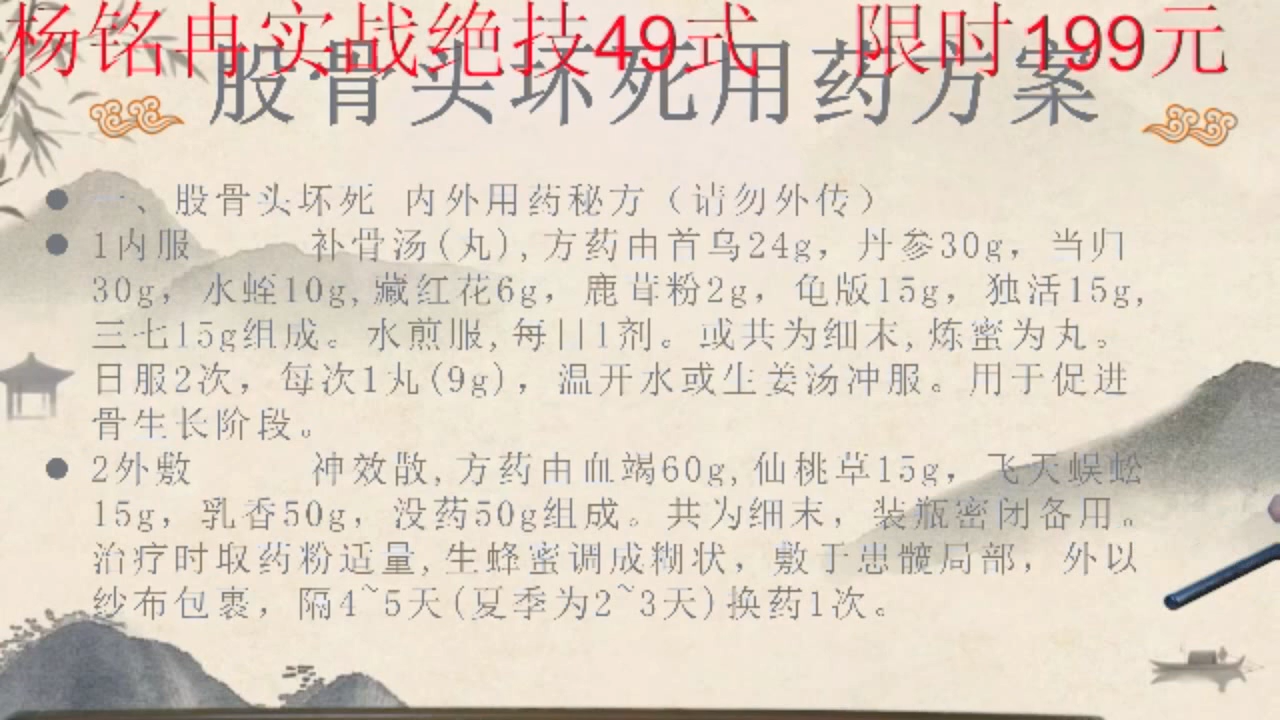 杨铭冉实战绝技49式 限时199元
股骨头坏死用药方案
一、股骨头坏死 内外用药秘方（请勿外传）
1内服 补骨汤(丸),方药由首乌24g，丹参30g，当归
30g，水蛭10g,藏红花6g，鹿茸粉2g，龟版15g，独活15g,
三七15g组成。水煎服,每||1剂。或共为细末,炼蜜为丸。
日服2次，每次1丸(9g)，温开水或生姜汤冲服。用于促进
骨生长阶段。
2外敷 神效散,方药由血竭60g,仙桃草15g，飞天蜈蚣
15g，乳香50g，没药50g组成。共为细末，装瓶密闭备用。
治疗时取药粉适量,生蜂蜜调成糊状，敷于患髋局部，外以
纱布包裹，隔4~5天(夏季为2~3天)换药1次。